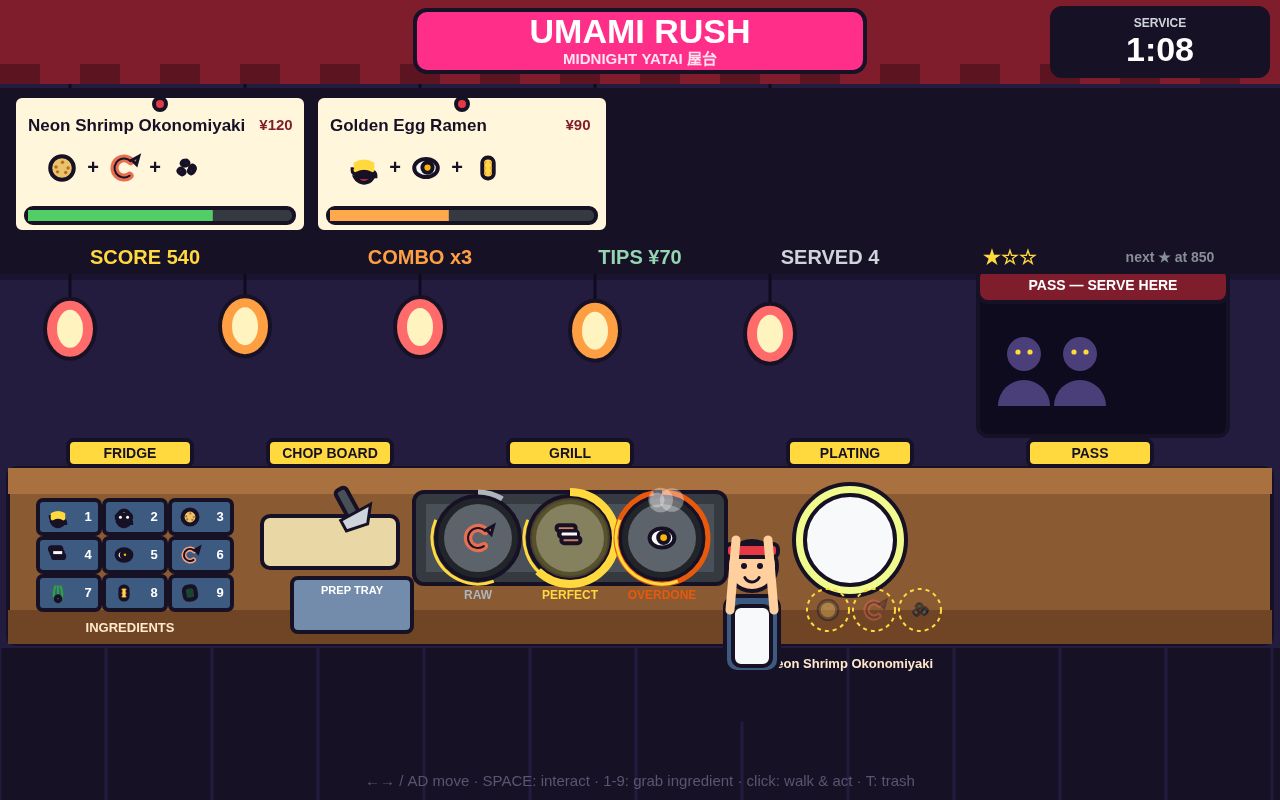 UMAMI RUSH
MIDNIGHT YATAI 屋台
SERVICE
1:08
Neon Shrimp Okonomiyaki ¥120
+ +
Golden Egg Ramen ¥90
+ +
SCORE 540 COMBO x3 TIPS ¥70 SERVED 4 ★☆☆ next ★ at 850
PASS — SERVE HERE
FRIDGE CHOP BOARD GRILL PLATING PASS
1 2 3
4 5 6
7 8 9
INGREDIENTS
PREP TRAY
RAW PERFECT OVERDONE
eon Shrimp Okonomiyaki
←→ / AD move · SPACE: interact · 1-9: grab ingredient · click: walk & act · T: trash